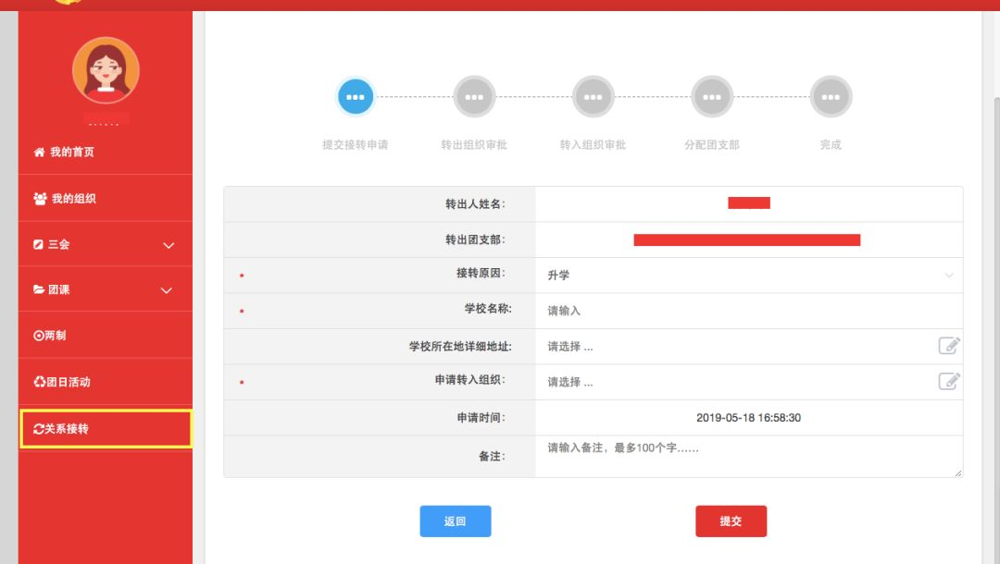 我的首页
我的组织
三会
团课
两制
团日活动
关系接转
提交接转申请
转出组织审批
转入组织审批
分配团支部
完成
转出人姓名:
转出团支部:
* 接转原因: 升学
* 学校名称: 请输入
学校所在地详细地址: 请选择 ...
* 申请转入组织: 请选择 ...
申请时间: 2019-05-18 16:58:30
备注: 请输入备注，最多100个字……
返回
提交